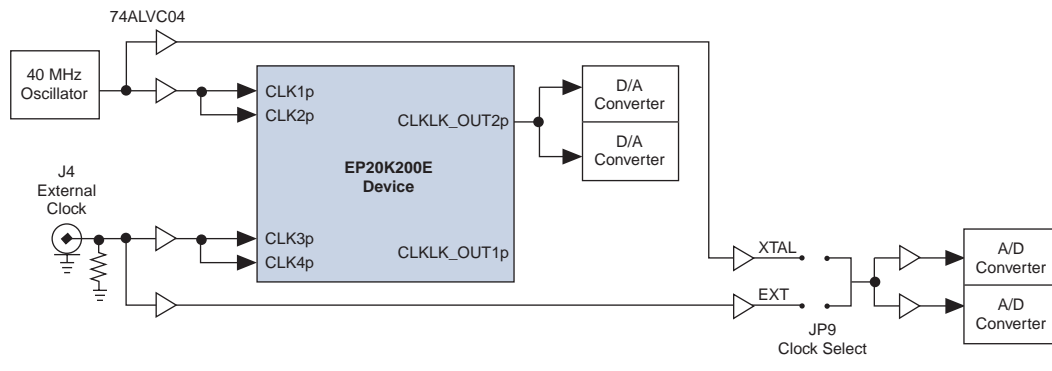 74ALVC04
40 MHz
Oscillator
CLK1p
CLK2p
CLKLK_OUT2p
D/A
Converter
D/A
Converter
EP20K200E
Device
J4
External
Clock
CLK3p
CLK4p
CLKLK_OUT1p
XTAL
EXT
JP9
Clock Select
A/D
Converter
A/D
Converter